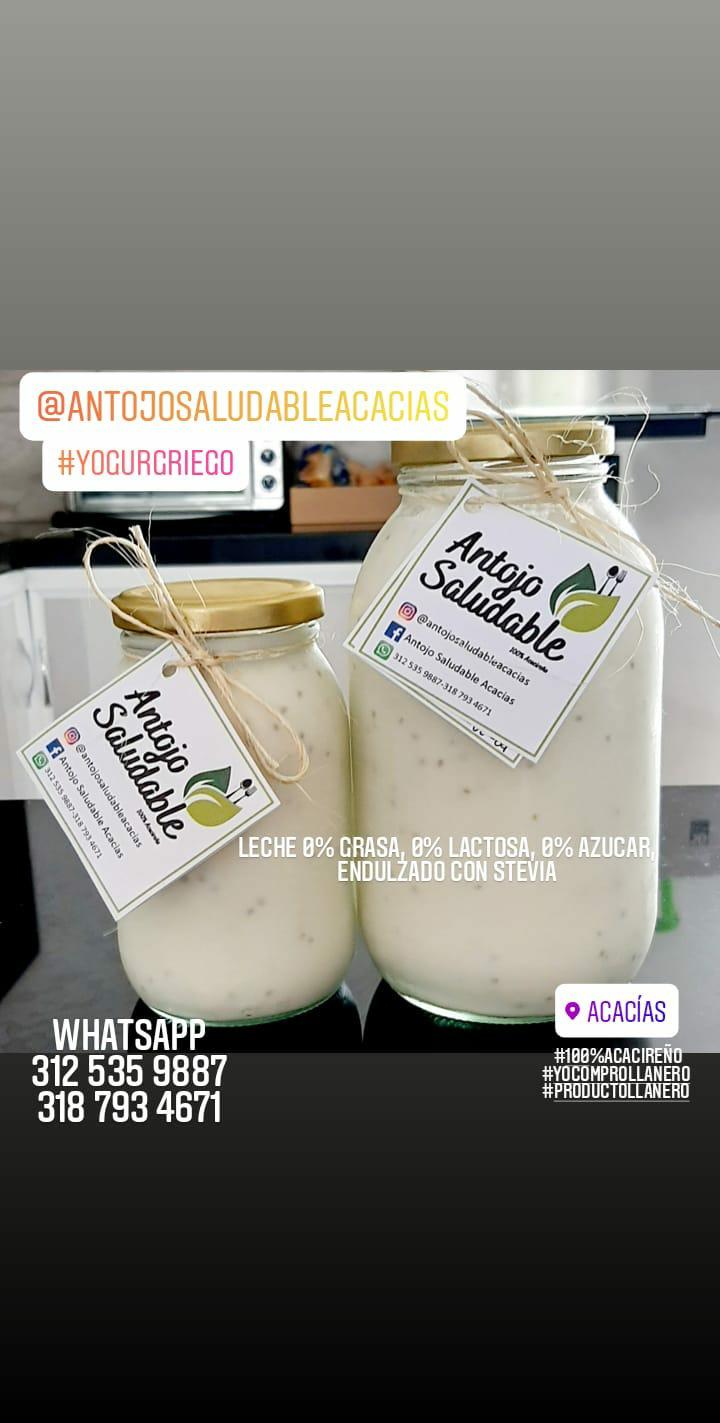 @ANTOJOSALUDABLEACACIAS
#YOGURGRIEGO
Antojo
Saludable
100% Acacireño
@antojosaludableacacias
Antojo Saludable Acacias
312 535 9887-318 793 4671
Antojo
Saludable
100% Acacireño
@antojosaludableacacias
Antojo Saludable Acacias
312 535 9887-318 793 4671
LECHE 0% GRASA, 0% LACTOSA, 0% AZUCAR,
ENDULZADO CON STEVIA
WHATSAPP
312 535 9887
318 793 4671
ACACÍAS
#100%ACACIREÑO
#YOCOMPROLLANERO
#PRODUCTOLLANERO